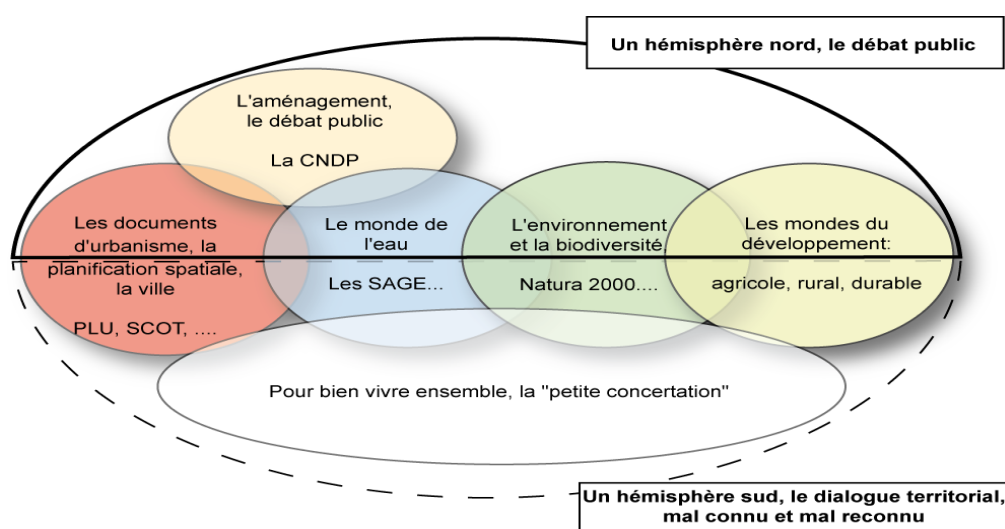 Un hémisphère nord, le débat public
L'aménagement,
le débat public
La CNDP
Les documents
d'urbanisme, la
planification spatiale,
la ville
PLU, SCOT, ....
Le monde de
l'eau
Les SAGE...
L'environnement
et la biodiversité,
Natura 2000....
Les mondes du
développement:
agricole, rural, durable
Pour bien vivre ensemble, la "petite concertation"
Un hémisphère sud, le dialogue territorial,
mal connu et mal reconnu